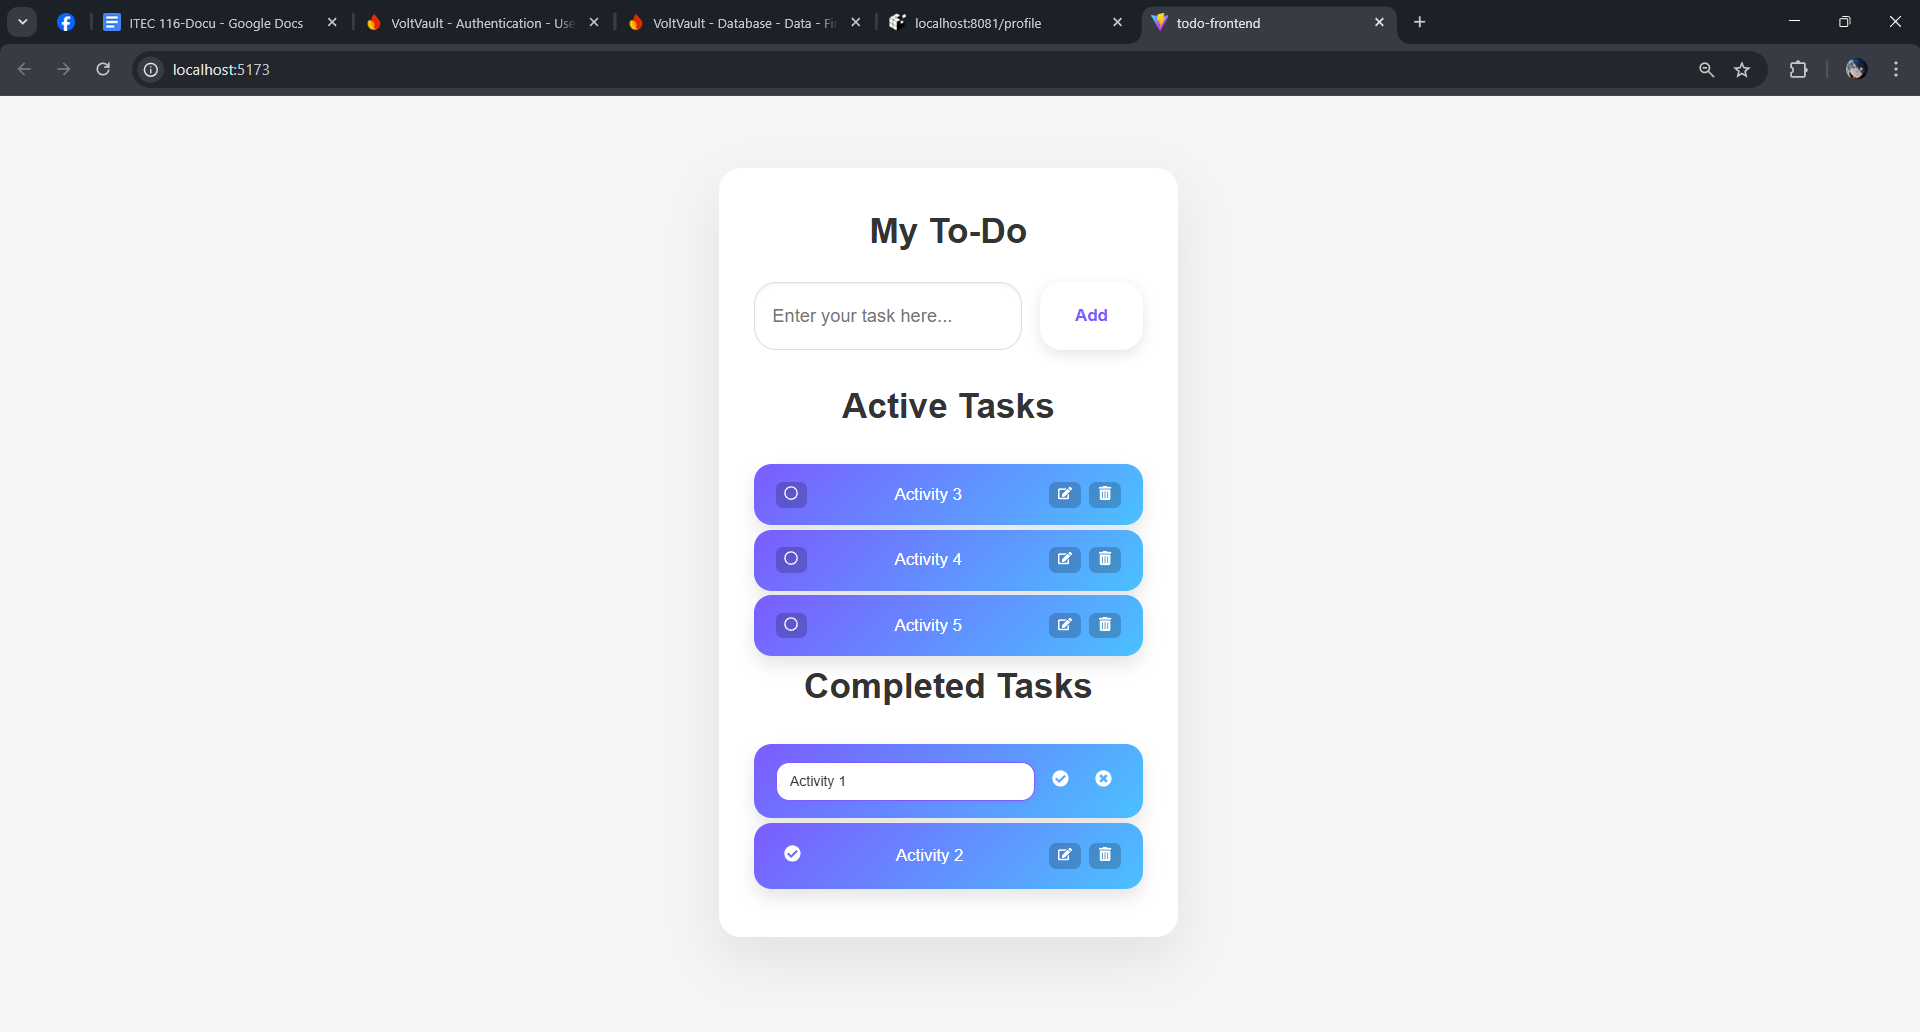 ITEC 116-Docu - Google Docs
VoltVault - Authentication - Use
VoltVault - Database - Data - Fi
localhost:8081/profile
todo-frontend
localhost:5173
My To-Do
Enter your task here...
Add
Active Tasks
Activity 3
Activity 4
Activity 5
Completed Tasks
Activity 1
Activity 2